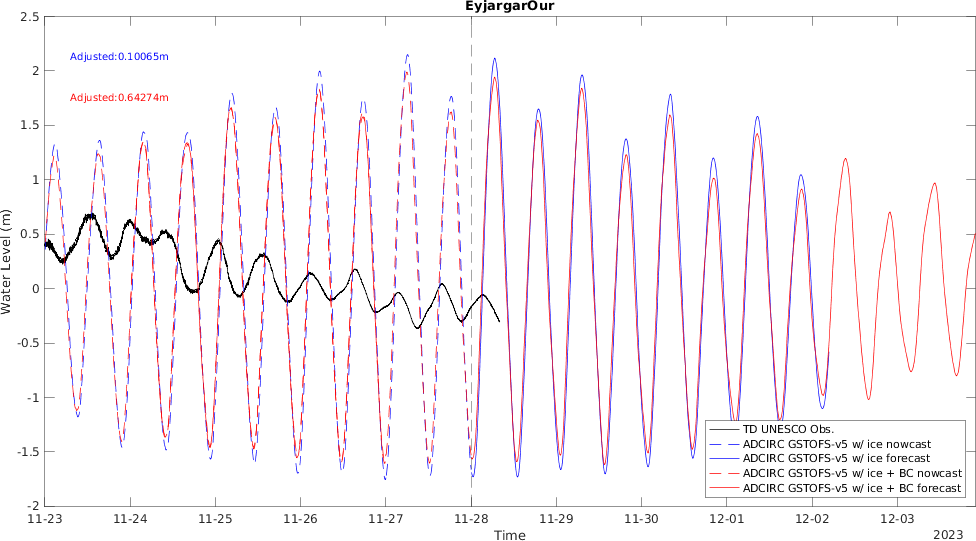 EyjargarOur
Adjusted:0.10065m
Adjusted:0.64274m
Water Level (m)
2.5
2
1.5
1
0.5
0
-0.5
-1
-1.5
-2
TD UNESCO Obs.
ADCIRC GSTOFS-v5 w/ ice nowcast
ADCIRC GSTOFS-v5 w/ ice forecast
ADCIRC GSTOFS-v5 w/ ice + BC nowcast
ADCIRC GSTOFS-v5 w/ ice + BC forecast
11-23 11-24 11-25 11-26 11-27 11-28 11-29 11-30 12-01 12-02 12-03
Time
2023